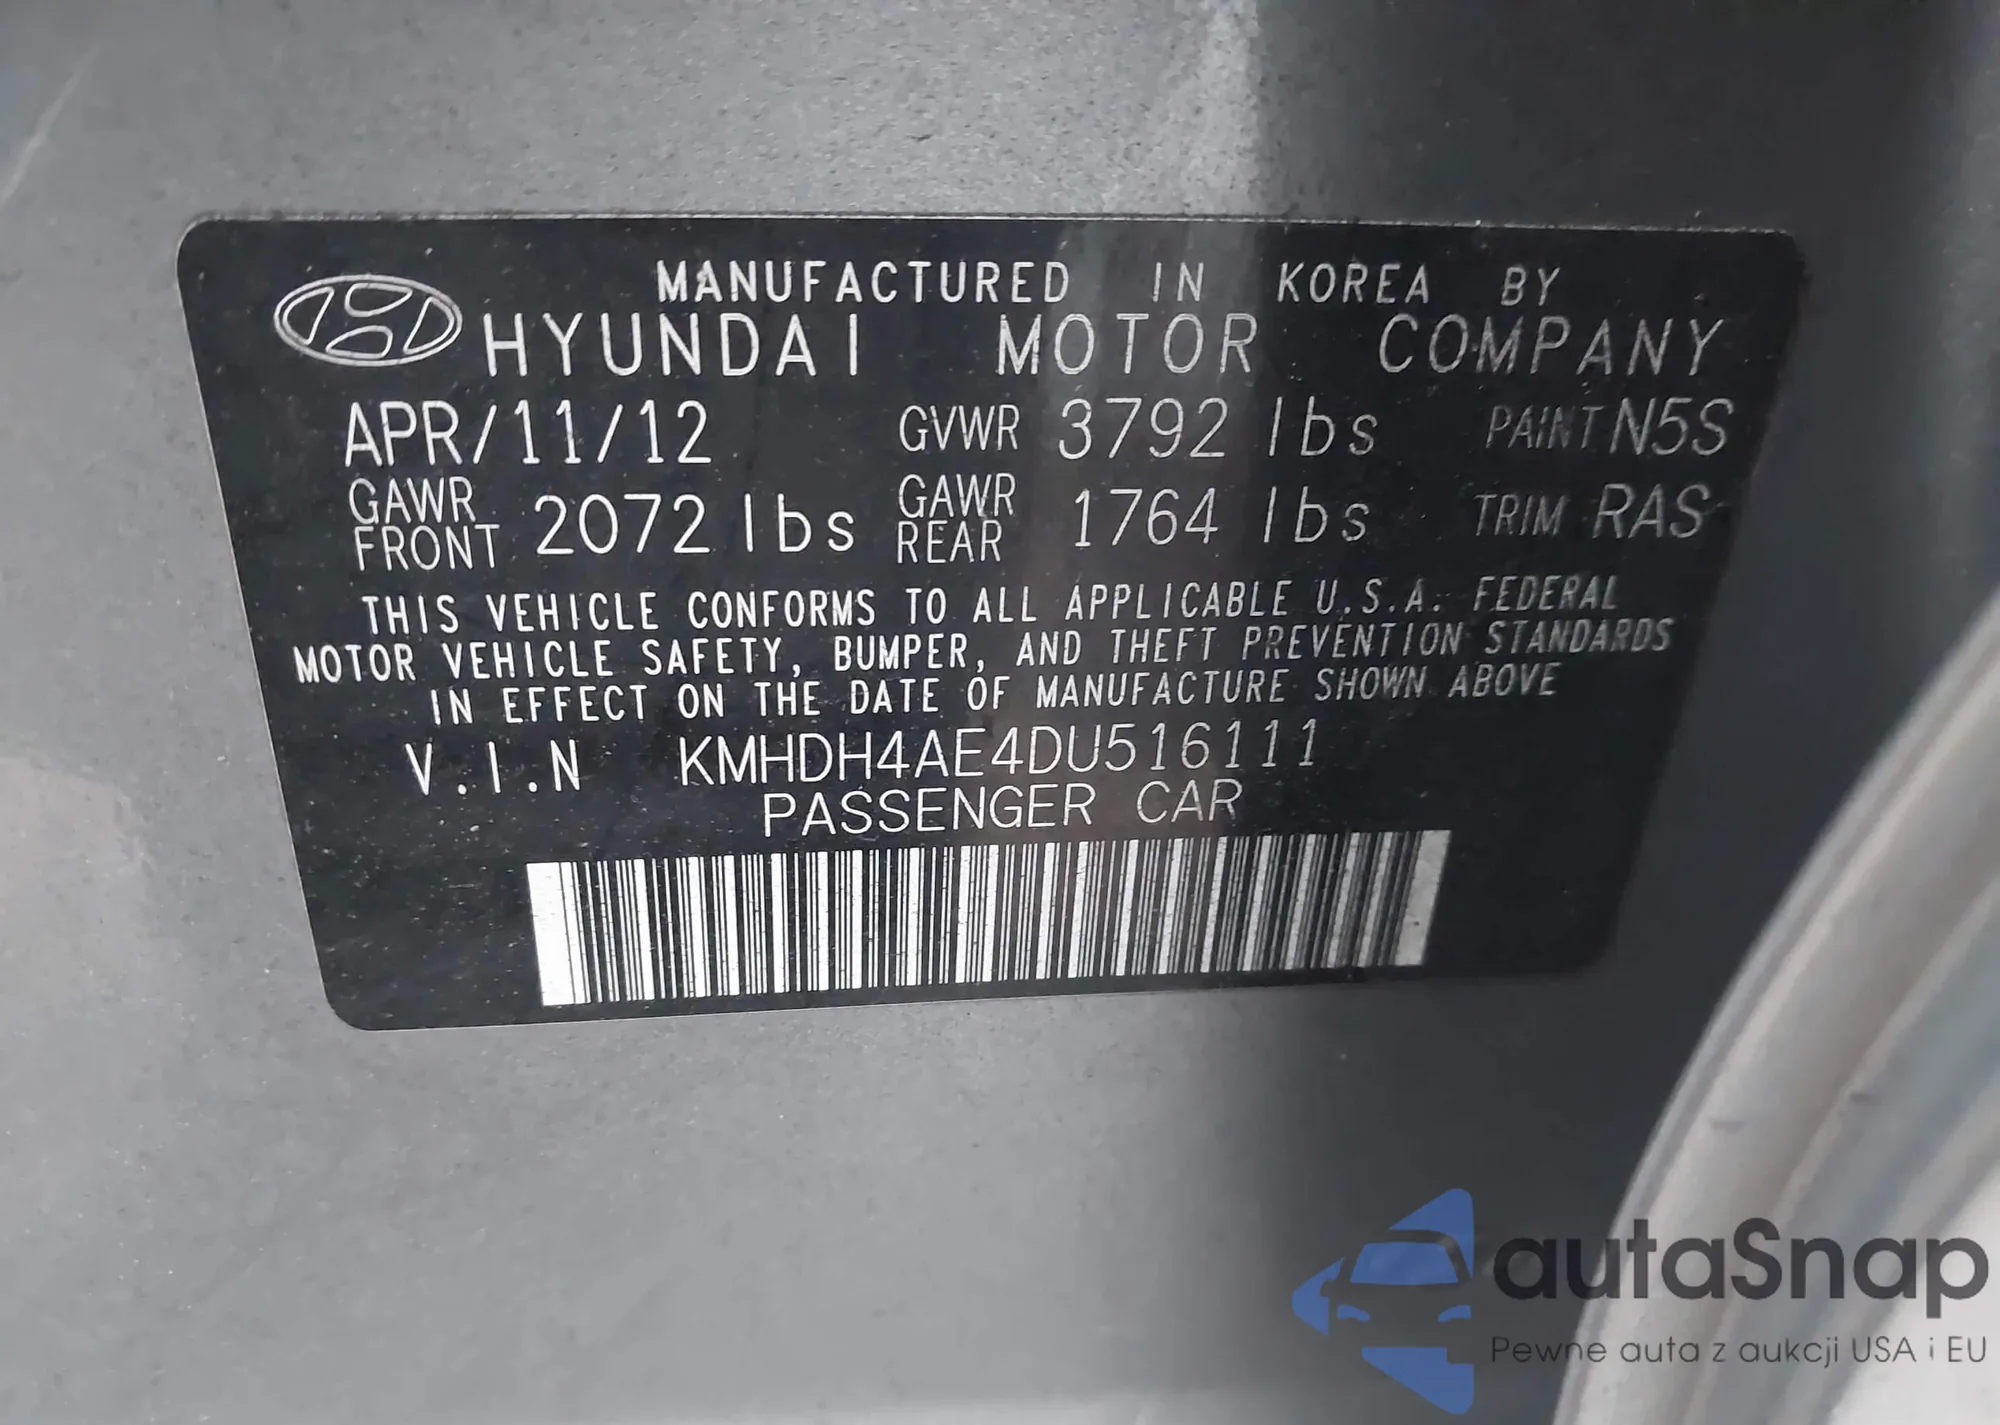 MANUFACTURED IN KOREA BY
HYUNDAI MOTOR COMPANY
APR/11/12 GVWR 3792 lbs PAINT N5S
GAWR FRONT 2072 lbs GAWR REAR 1764 lbs TRIM RAS
THIS VEHICLE CONFORMS TO ALL APPLICABLE U.S.A. FEDERAL
MOTOR VEHICLE SAFETY, BUMPER, AND THEFT PREVENTION STANDARDS
IN EFFECT ON THE DATE OF MANUFACTURE SHOWN ABOVE
V.I.N KMHDH4AE4DU516111
PASSENGER CAR
autaSnap
Pewne auta z aukcji USA i EU